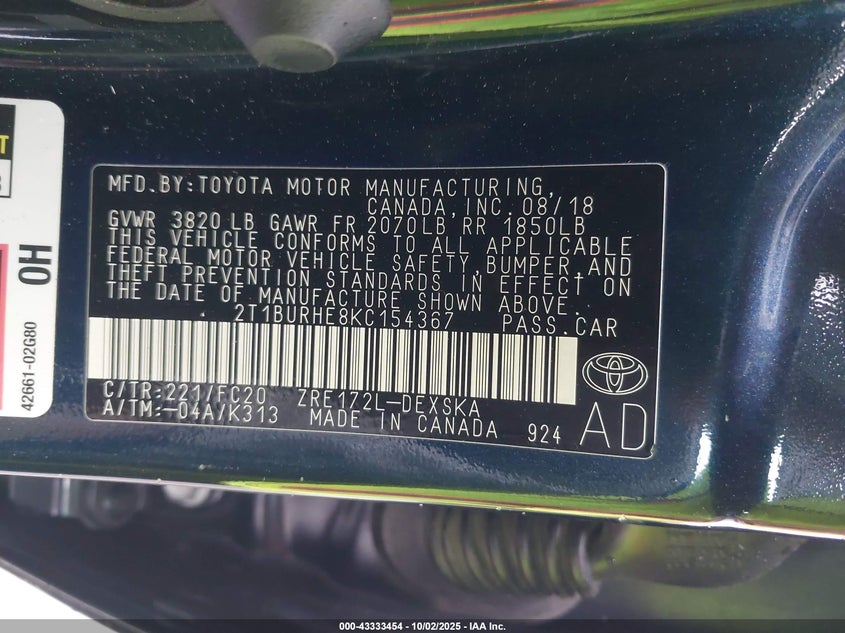 MFD.BY:TOYOTA MOTOR MANUFACTURING,
CANADA,INC.08/18
GVWR 3820LB GAWR FR 2070LB RR 1850LB
THIS VEHICLE CONFORMS TO ALL APPLICABLE
FEDERAL MOTOR VEHICLE SAFETY,BUMPER,AND
THEFT PREVENTION STANDARDS IN EFFECT ON
THE DATE OF MANUFACTURE SHOWN ABOVE.
2T1BURHE8KC154367 PASS.CAR
C/TR:221/FC20 ZRE172L-DEXSKA
A/TM:-04A/K313 MADE IN CANADA 924
AD
OH
42661-02G80
000-43333454 - 10/02/2025 - IAA Inc.